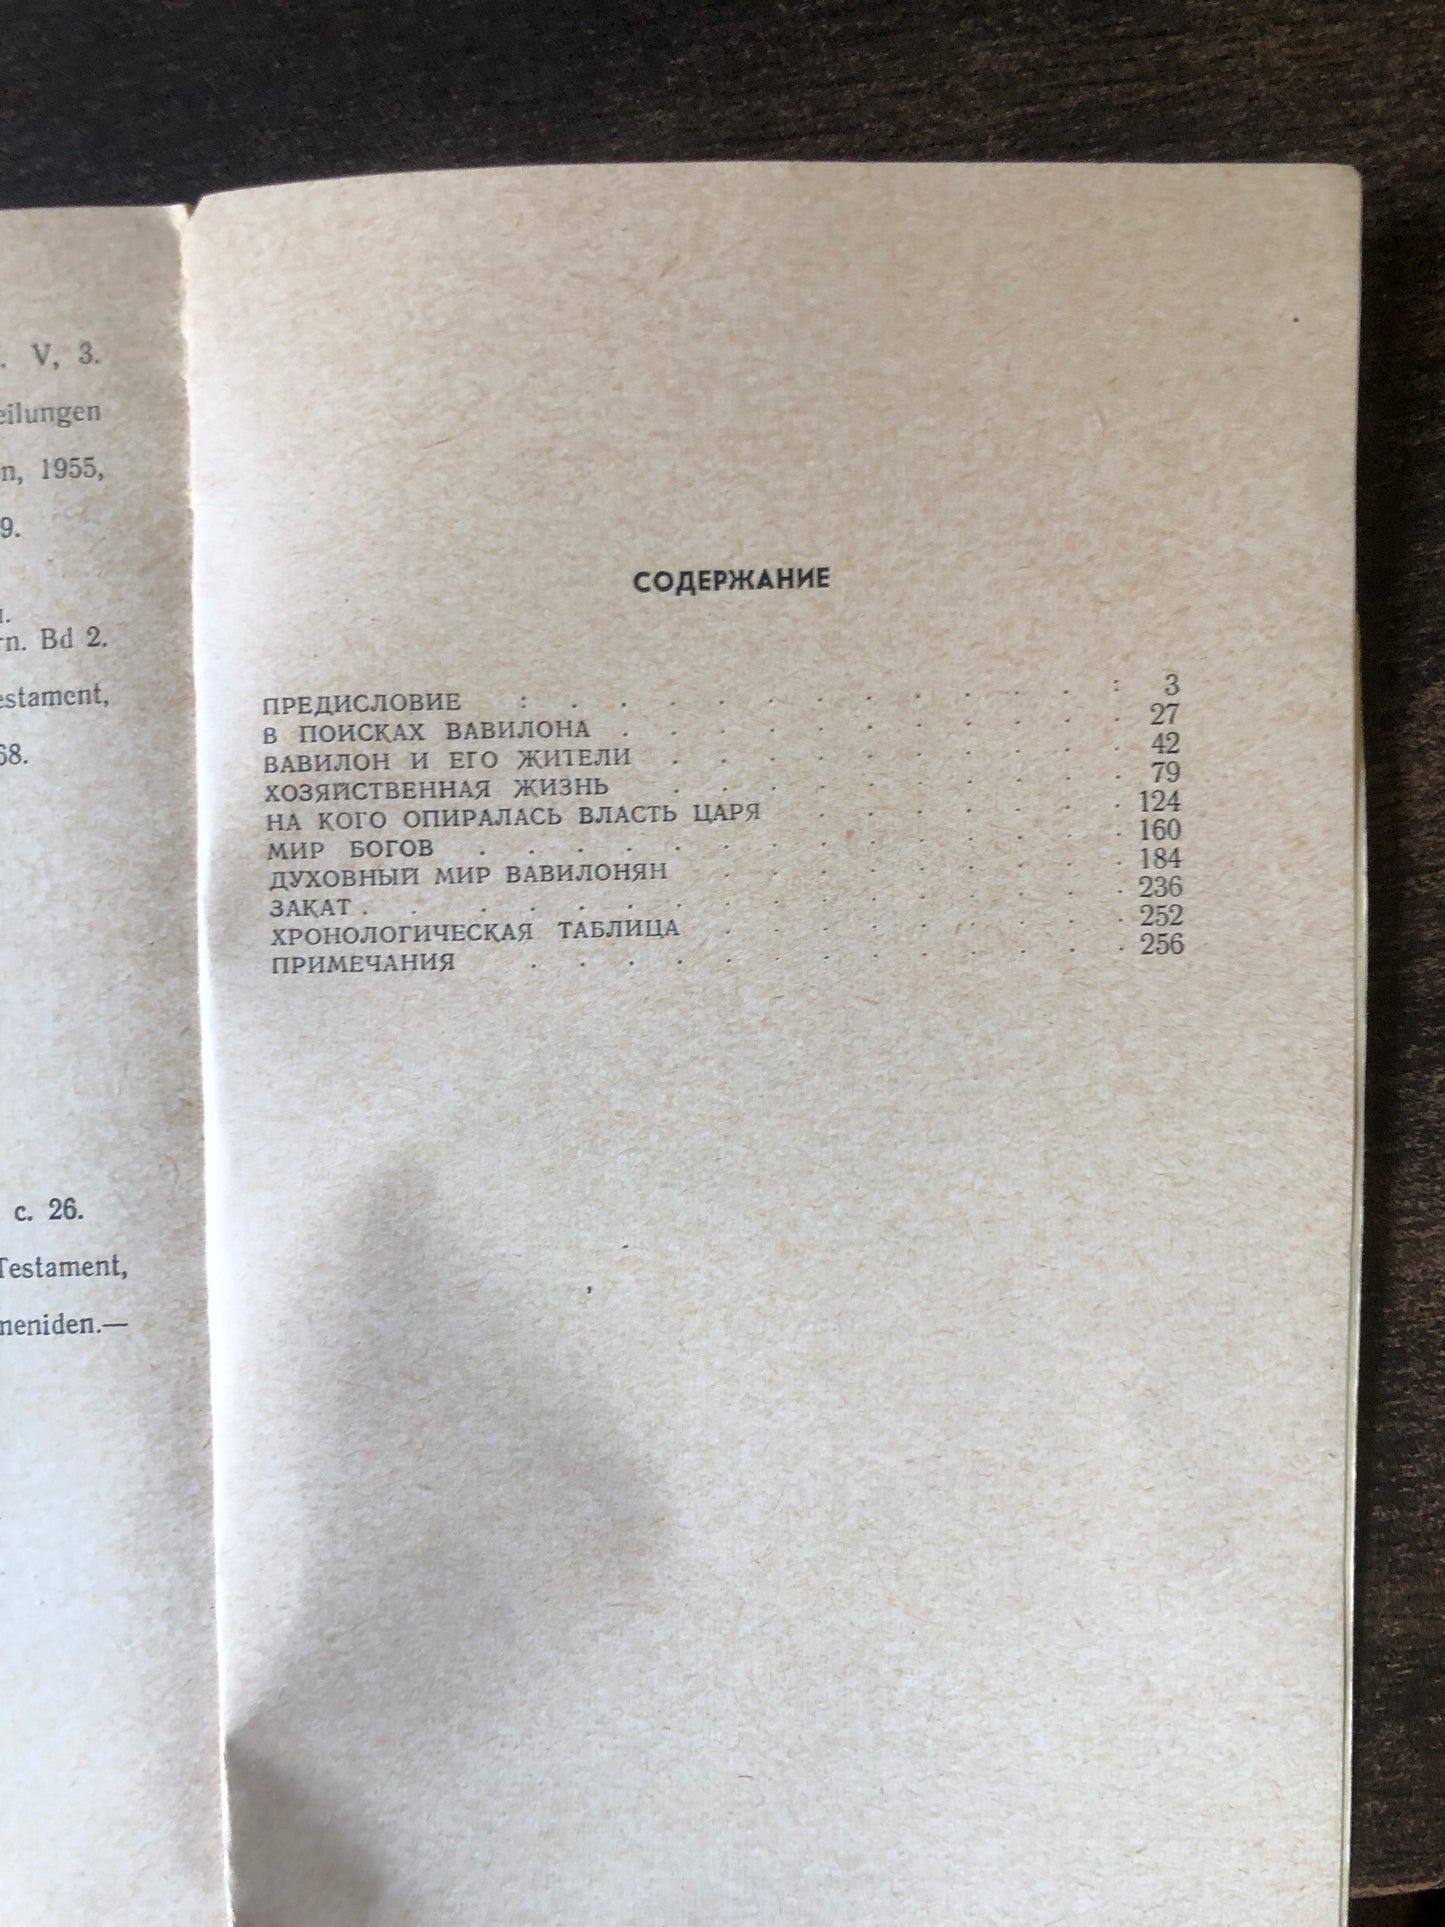 V, 3.
eilungen
n, 1955,
9.
rn. Bd 2.
estament,
68.
с. 26.
Testament,
meniden.—
СОДЕРЖАНИЕ
ПРЕДИСЛОВИЕ : . . . . . . . . . . . : 3
В ПОИСКАХ ВАВИЛОНА . . . . . . . . . . . 27
ВАВИЛОН И ЕГО ЖИТЕЛИ . . . . . . . . . . 42
ХОЗЯЙСТВЕННАЯ ЖИЗНЬ . . . . . . . . . . 79
НА КОГО ОПИРАЛАСЬ ВЛАСТЬ ЦАРЯ . . . . . . . 124
МИР БОГОВ . . . . . . . . . . . . . . 160
ДУХОВНЫЙ МИР ВАВИЛОНЯН . . . . . . . . . 184
ЗАКАТ . . . . . . . . . . . . . . . . 236
ХРОНОЛОГИЧЕСКАЯ ТАБЛИЦА . . . . . . . . . 252
ПРИМЕЧАНИЯ . . . . . . . . . . . . . 256